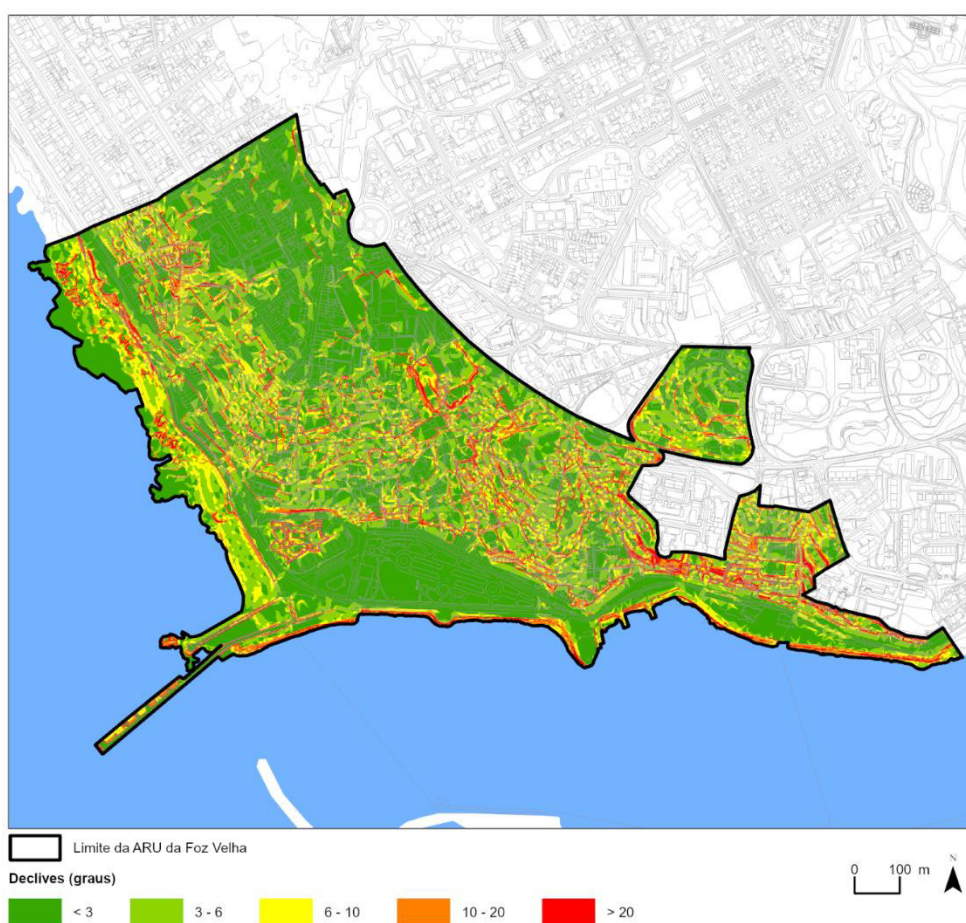 Limite da ARU da Foz Velha
Declives (graus)
< 3
3 - 6
6 - 10
10 - 20
> 20
0 100 m
N